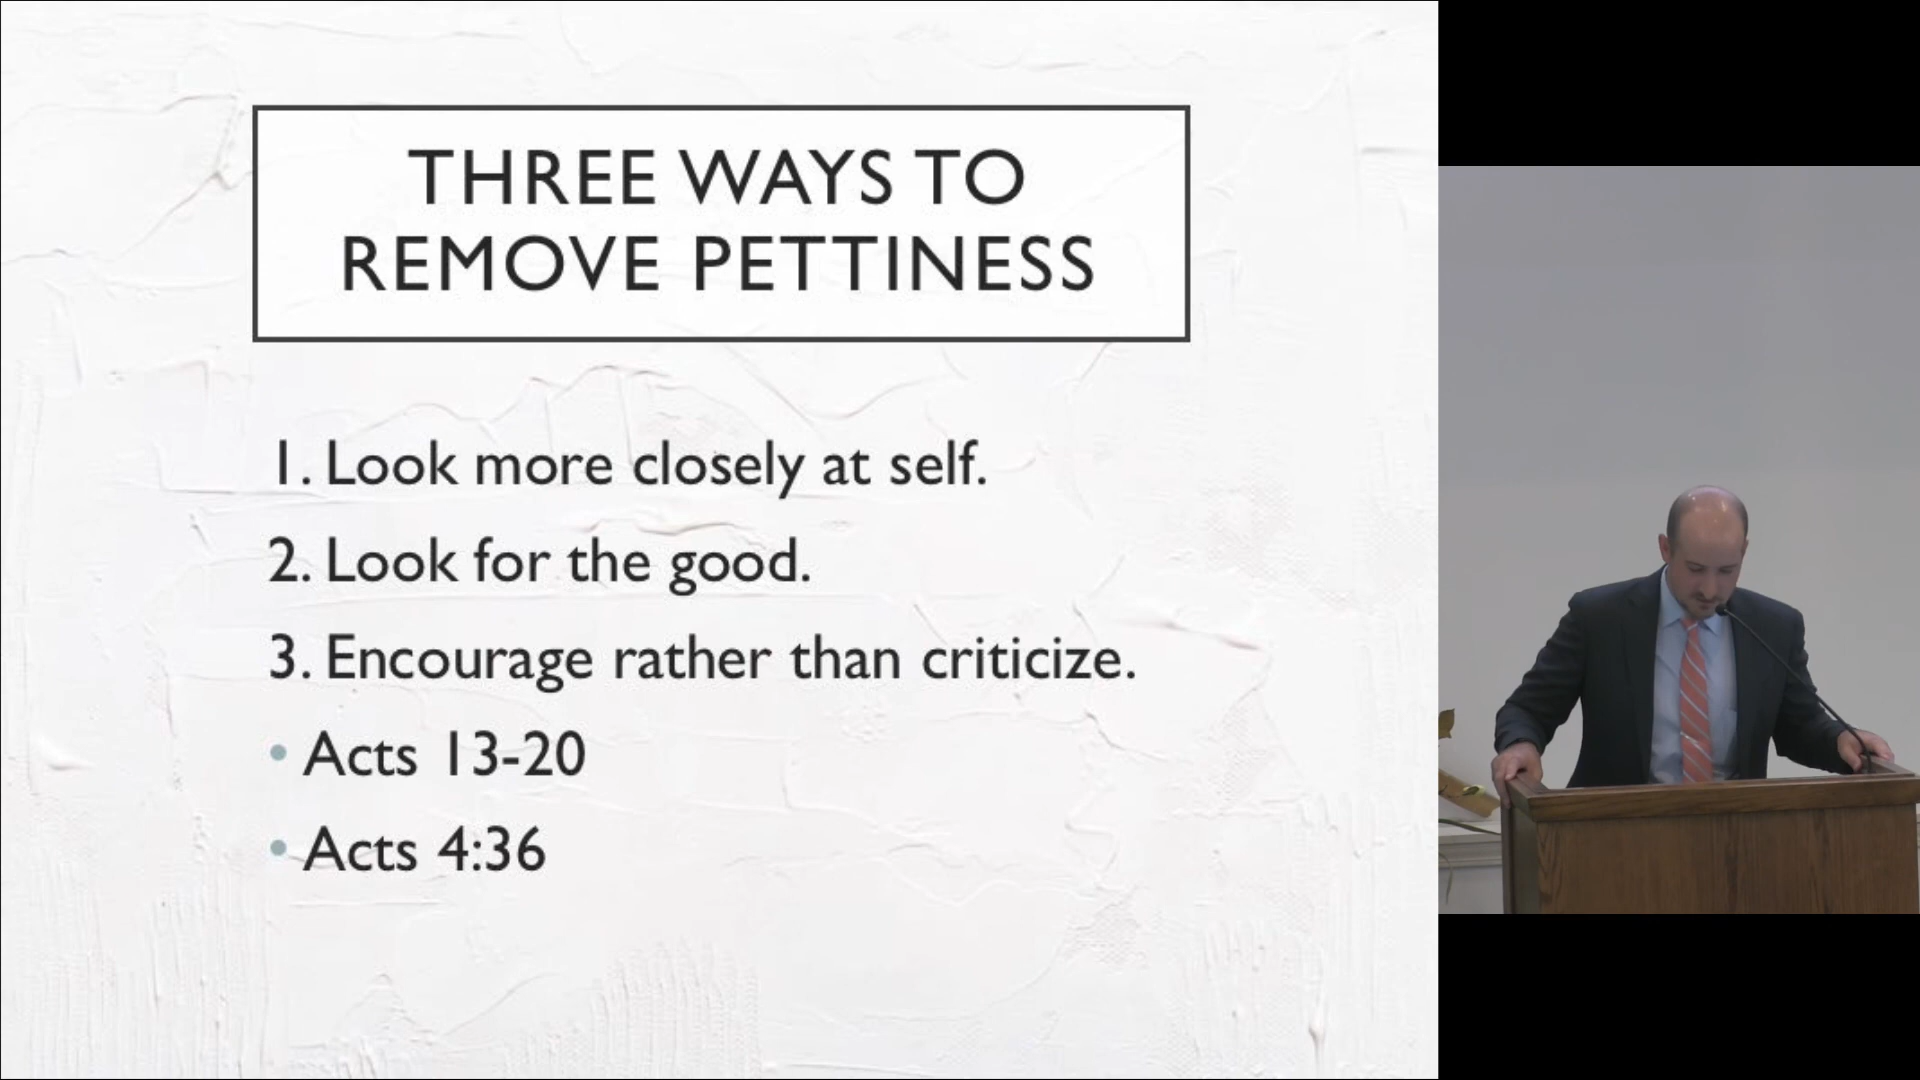 THREE WAYS TO
REMOVE PETTINESS
1. Look more closely at self.
2. Look for the good.
3. Encourage rather than criticize.
• Acts 13-20
• Acts 4:36